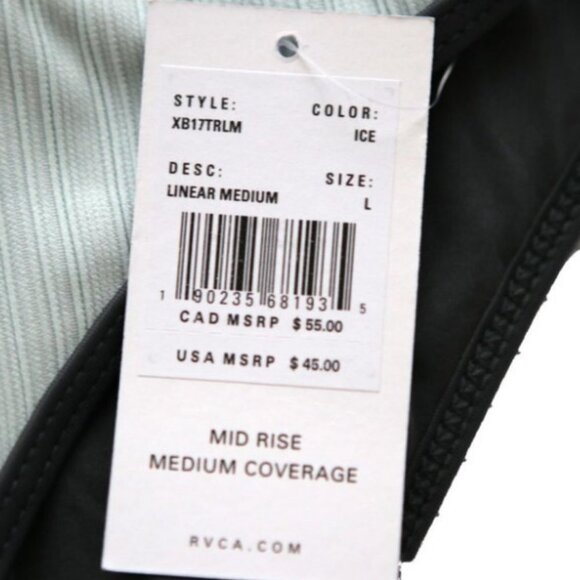 STYLE: COLOR:
XB17TRLM ICE
DESC: SIZE:
LINEAR MEDIUM L
1 90235 68193 5
CAD MSRP $ 55.00
USA MSRP $ 45.00
MID RISE
MEDIUM COVERAGE
RVCA.COM